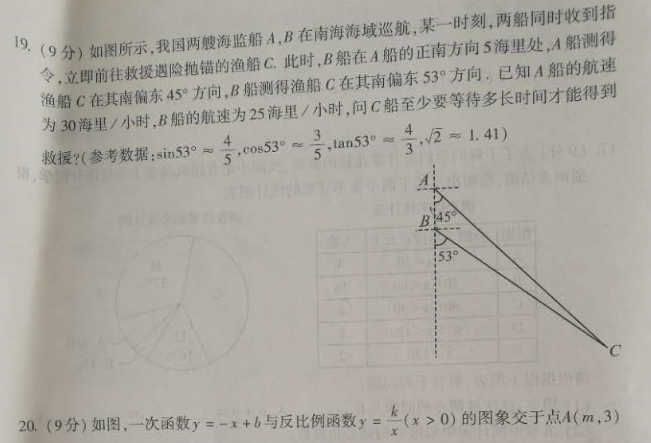 19. (9分) 如图所示,我国两艘海监船A,B在南海海域巡航,某一时刻,两船同时收到指
令,立即前往救援遇险抛锚的渔船C.此时,B船在A船的正南方向5海里处,A船测得
渔船C在其南偏东45°方向,B船测得渔船C在其南偏东53°方向.已知A船的航速
为30海里/小时,B船的航速为25海里/小时,问C船至少要等待多长时间才能得到
救援?(参考数据:sin53°≈4/5,cos53°≈3/5,tan53°≈4/3,√2≈1.41)
A
45°
B
53°
C
20. (9分) 如图,一次函数y=-x+b与反比例函数y=k/x(x>0)的图象交于点A(m,3)